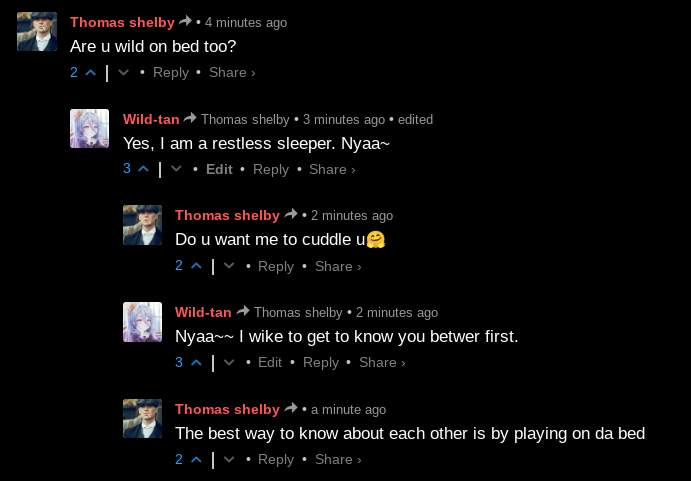 Thomas shelby • 4 minutes ago
Are u wild on bed too?
2 | • Reply • Share ›
Wild-tan Thomas shelby • 3 minutes ago • edited
Yes, I am a restless sleeper. Nyaa~
3 | • Edit • Reply • Share ›
Thomas shelby • 2 minutes ago
Do u want me to cuddle u🤗
2 | • Reply • Share ›
Wild-tan Thomas shelby • 2 minutes ago
Nyaa~~ I wike to get to know you betwer first.
3 | • Edit • Reply • Share ›
Thomas shelby • a minute ago
The best way to know about each other is by playing on da bed
2 | • Reply • Share ›